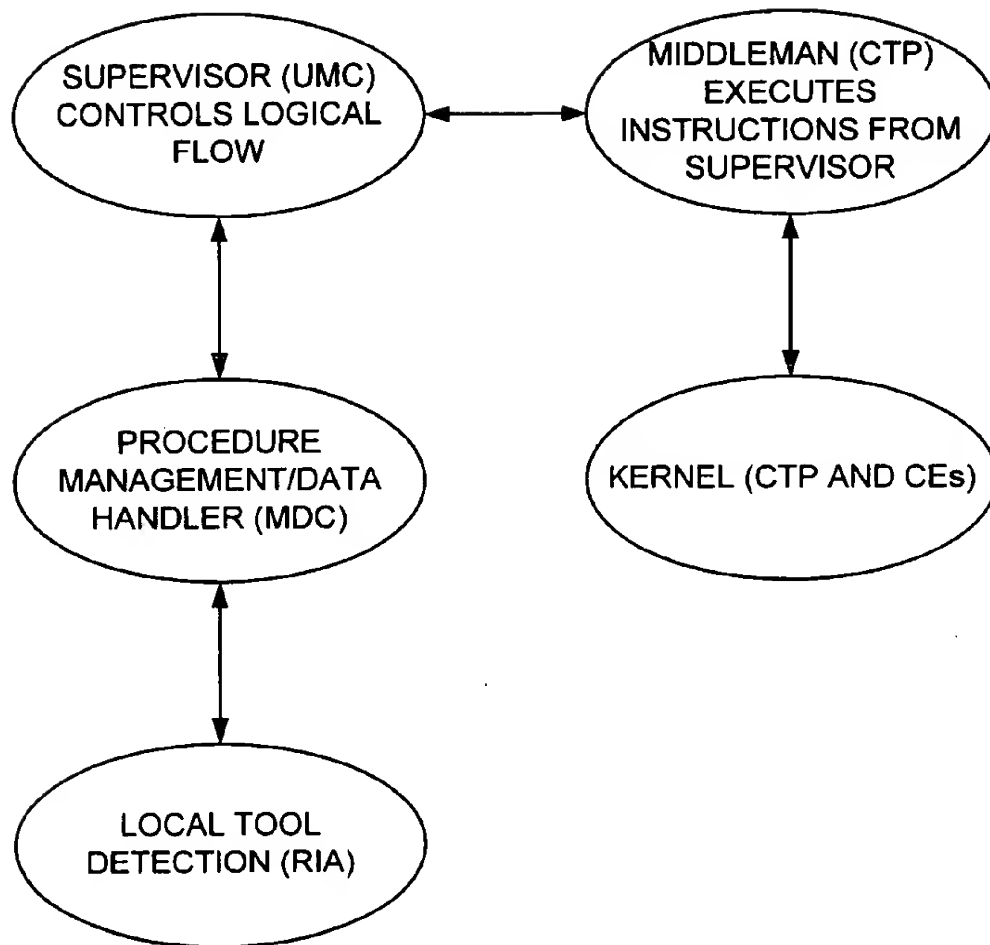 SUPERVISOR (UMC)
CONTROLS LOGICAL
FLOW
MIDDLEMAN (CTP)
EXECUTES
INSTRUCTIONS FROM
SUPERVISOR
PROCEDURE
MANAGEMENT/DATA
HANDLER (MDC)
KERNEL (CTP AND CEs)
LOCAL TOOL
DETECTION (RIA)